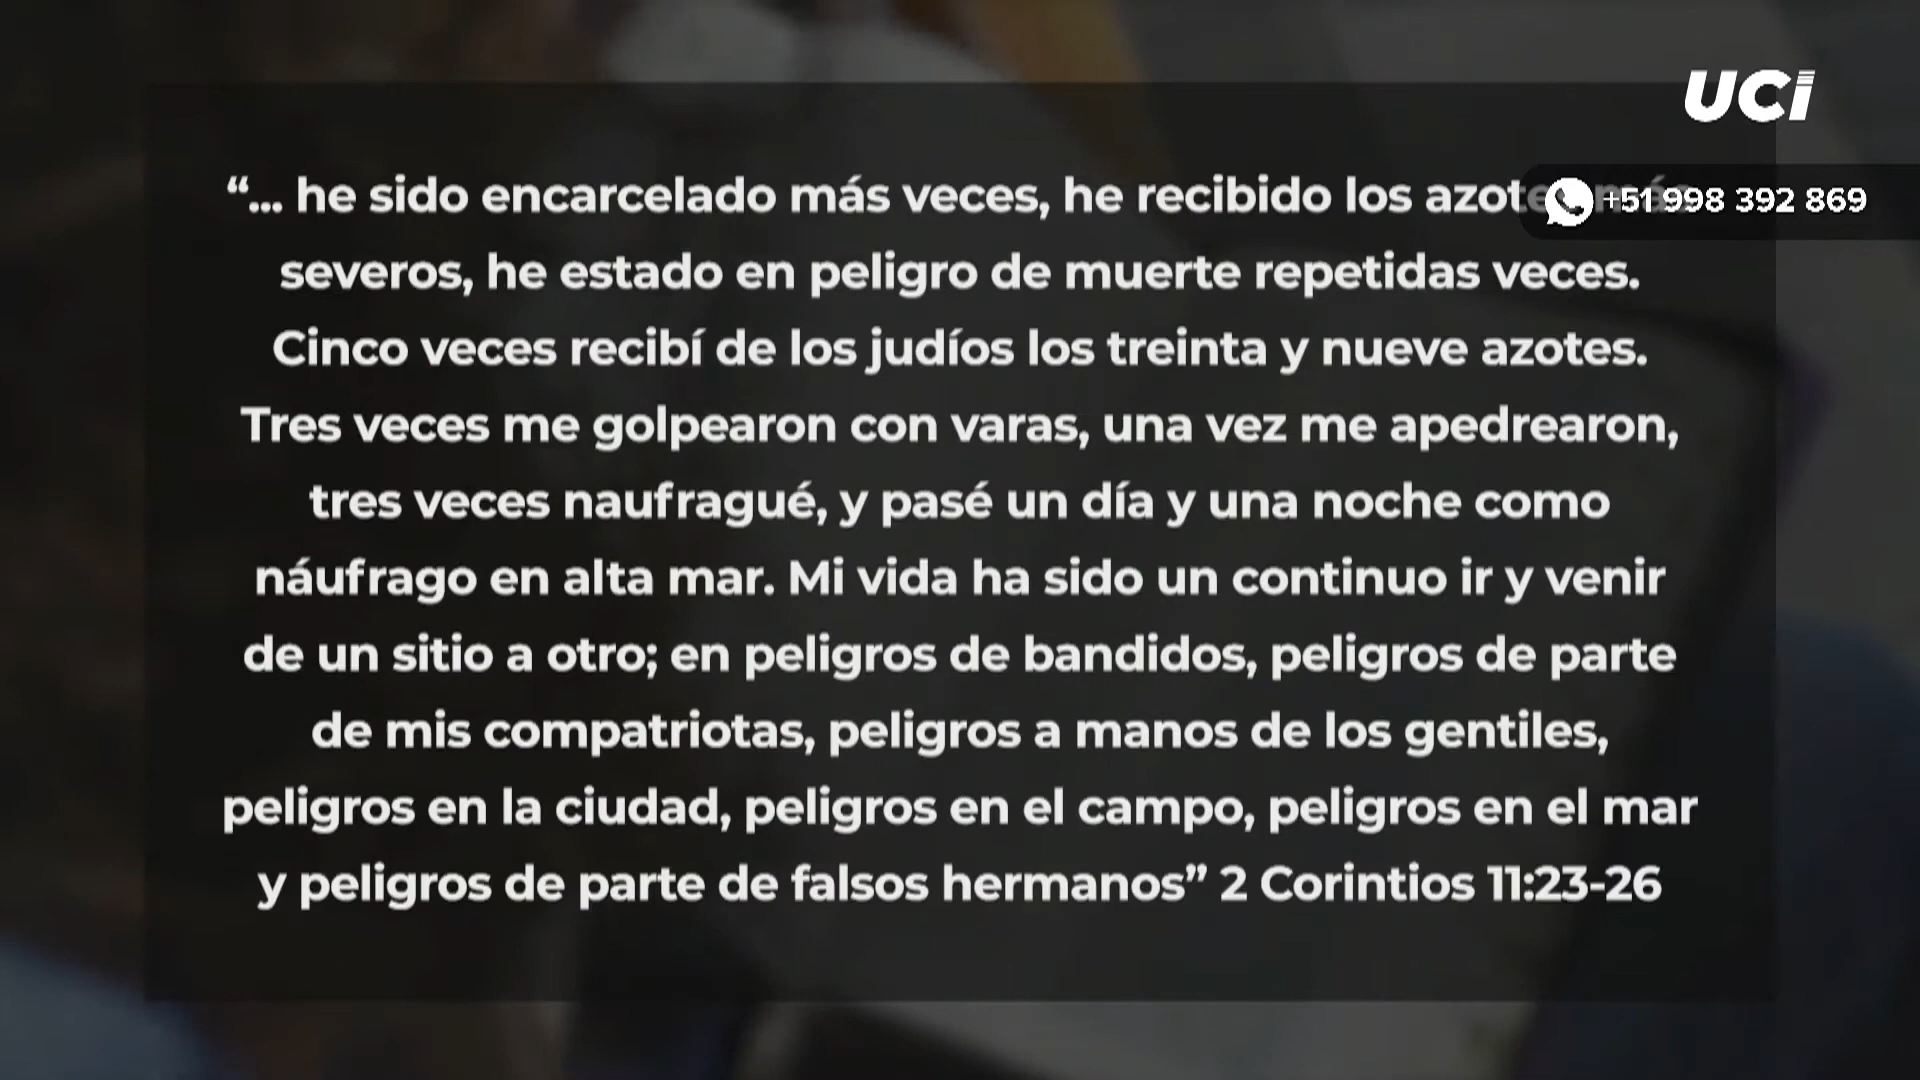 UCi
“... he sido encarcelado más veces, he recibido los azotes más
+51 998 392 869
severos, he estado en peligro de muerte repetidas veces.
Cinco veces recibí de los judíos los treinta y nueve azotes.
Tres veces me golpearon con varas, una vez me apedrearon,
tres veces naufragué, y pasé un día y una noche como
náufrago en alta mar. Mi vida ha sido un continuo ir y venir
de un sitio a otro; en peligros de bandidos, peligros de parte
de mis compatriotas, peligros a manos de los gentiles,
peligros en la ciudad, peligros en el campo, peligros en el mar
y peligros de parte de falsos hermanos” 2 Corintios 11:23-26